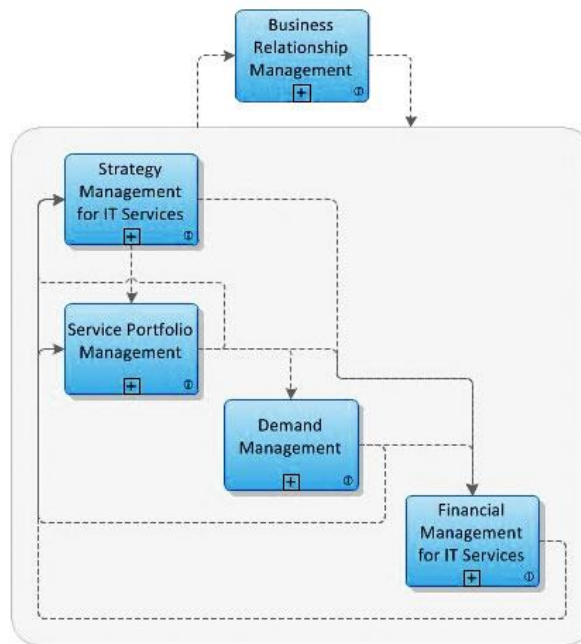 Business
Relationship
Management
Strategy
Management
for IT Services
Service Portfolio
Management
Demand
Management
Financial
Management
for IT Services